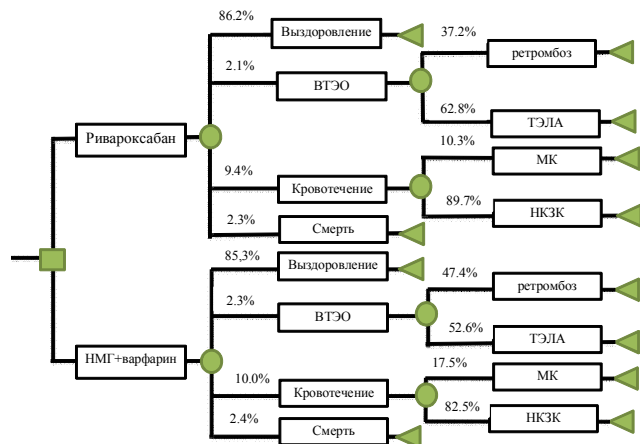 86.2%
Выздоровление
37.2%
ретромбоз
2.1%
ВТЭО
62.8%
ТЭЛА
Ривароксабан
10.3%
МК
9.4%
Кровотечение
89.7%
НКЗК
2.3%
Смерть
85,3%
Выздоровление
47.4%
ретромбоз
2.3%
ВТЭО
52.6%
ТЭЛА
НМГ+варфарин
17.5%
МК
10.0%
Кровотечение
82.5%
НКЗК
2.4%
Смерть